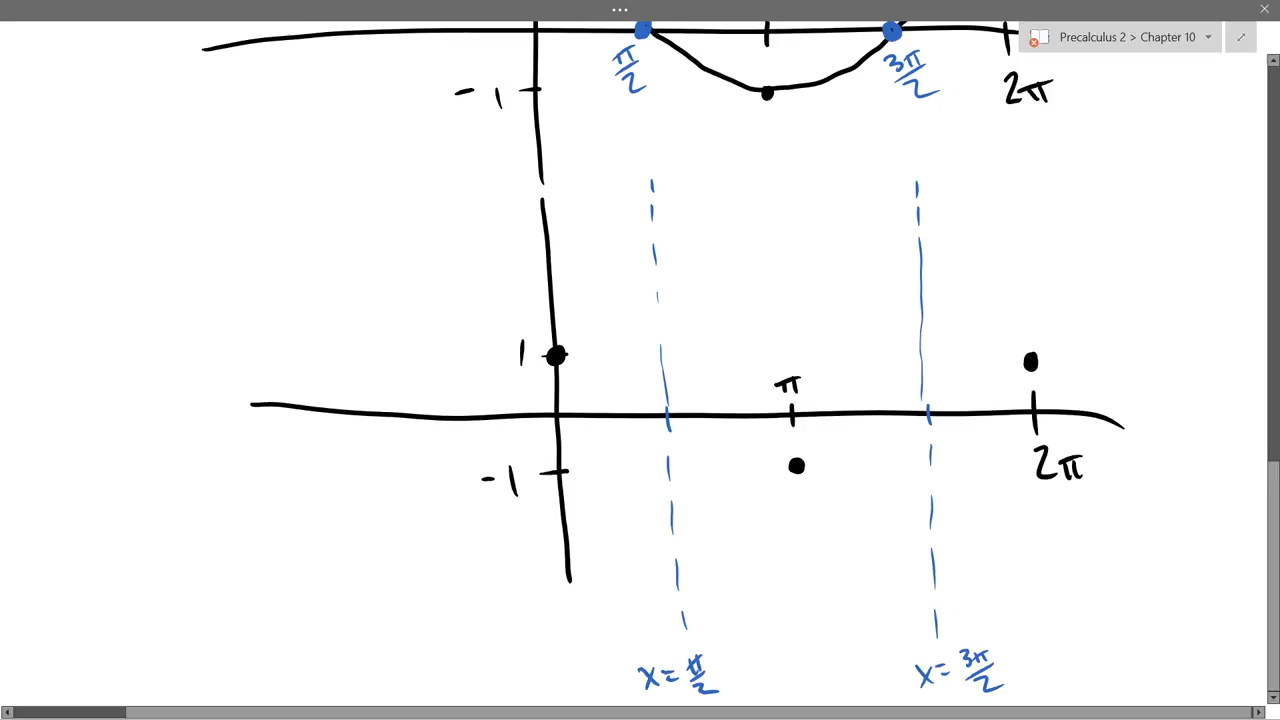 Precalculus 2 > Chapter 10
π/2
3π/2
-1
2π
1
π
-1
2π
x = π/2
x = 3π/2